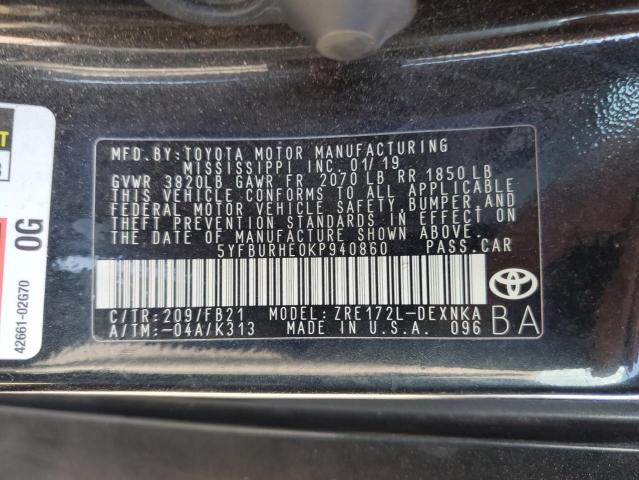 MFD.BY:TOYOTA MOTOR MANUFACTURING
MISSISSIPPI, INC. 01/19
GVWR 3820LB GAWR FR 2070 LB RR 1850 LB
THIS VEHICLE CONFORMS TO ALL APPLICABLE
FEDERAL MOTOR VEHICLE SAFETY,BUMPER,AND
THEFT PREVENTION STANDARDS IN EFFECT ON
THE DATE OF MANUFACTURE SHOWN ABOVE.
5YFBURHE0KP940860 PASS.CAR
C/TR:209/FB21 MODEL:ZRE172L-DEXNKA
A/TM:-04A/K313 MADE IN U.S.A. 096
BA
0G
42661-02G70